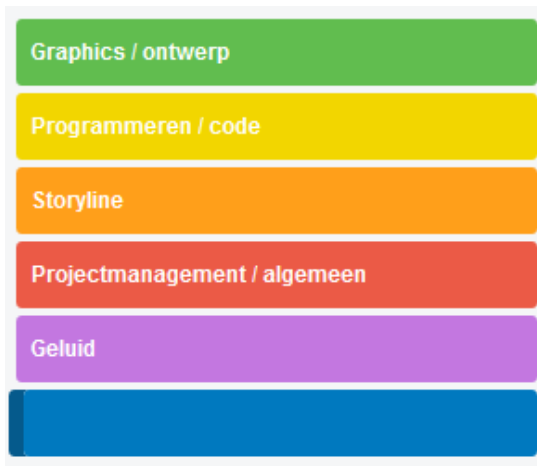 Graphics / ontwerp
Programmeren / code
Storyline
Projectmanagement / algemeen
Geluid